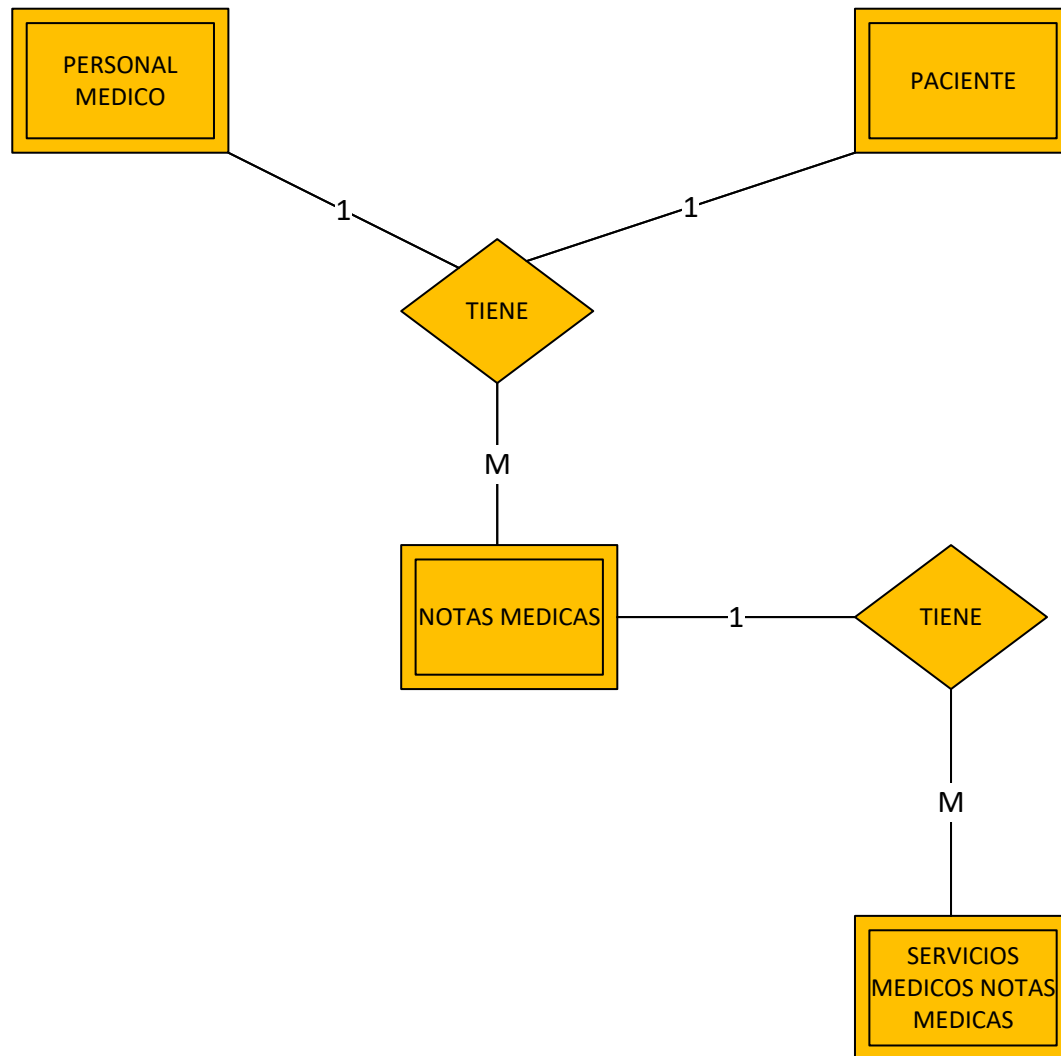 PERSONAL
MEDICO
PACIENTE
1
1
TIENE
M
NOTAS MEDICAS
1
TIENE
M
SERVICIOS
MEDICOS NOTAS
MEDICAS